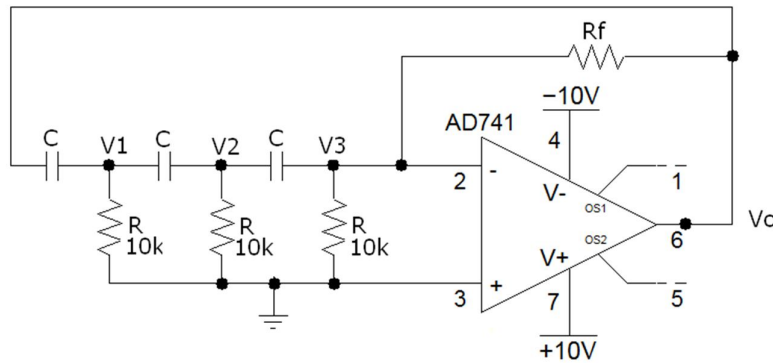 Rf
−10V
AD741
4
C V1 C V2 C V3
2 - V- OS1 1
R 10k R 10k R 10k
OS2 6 Vo
3 + V+ 5
7
+10V